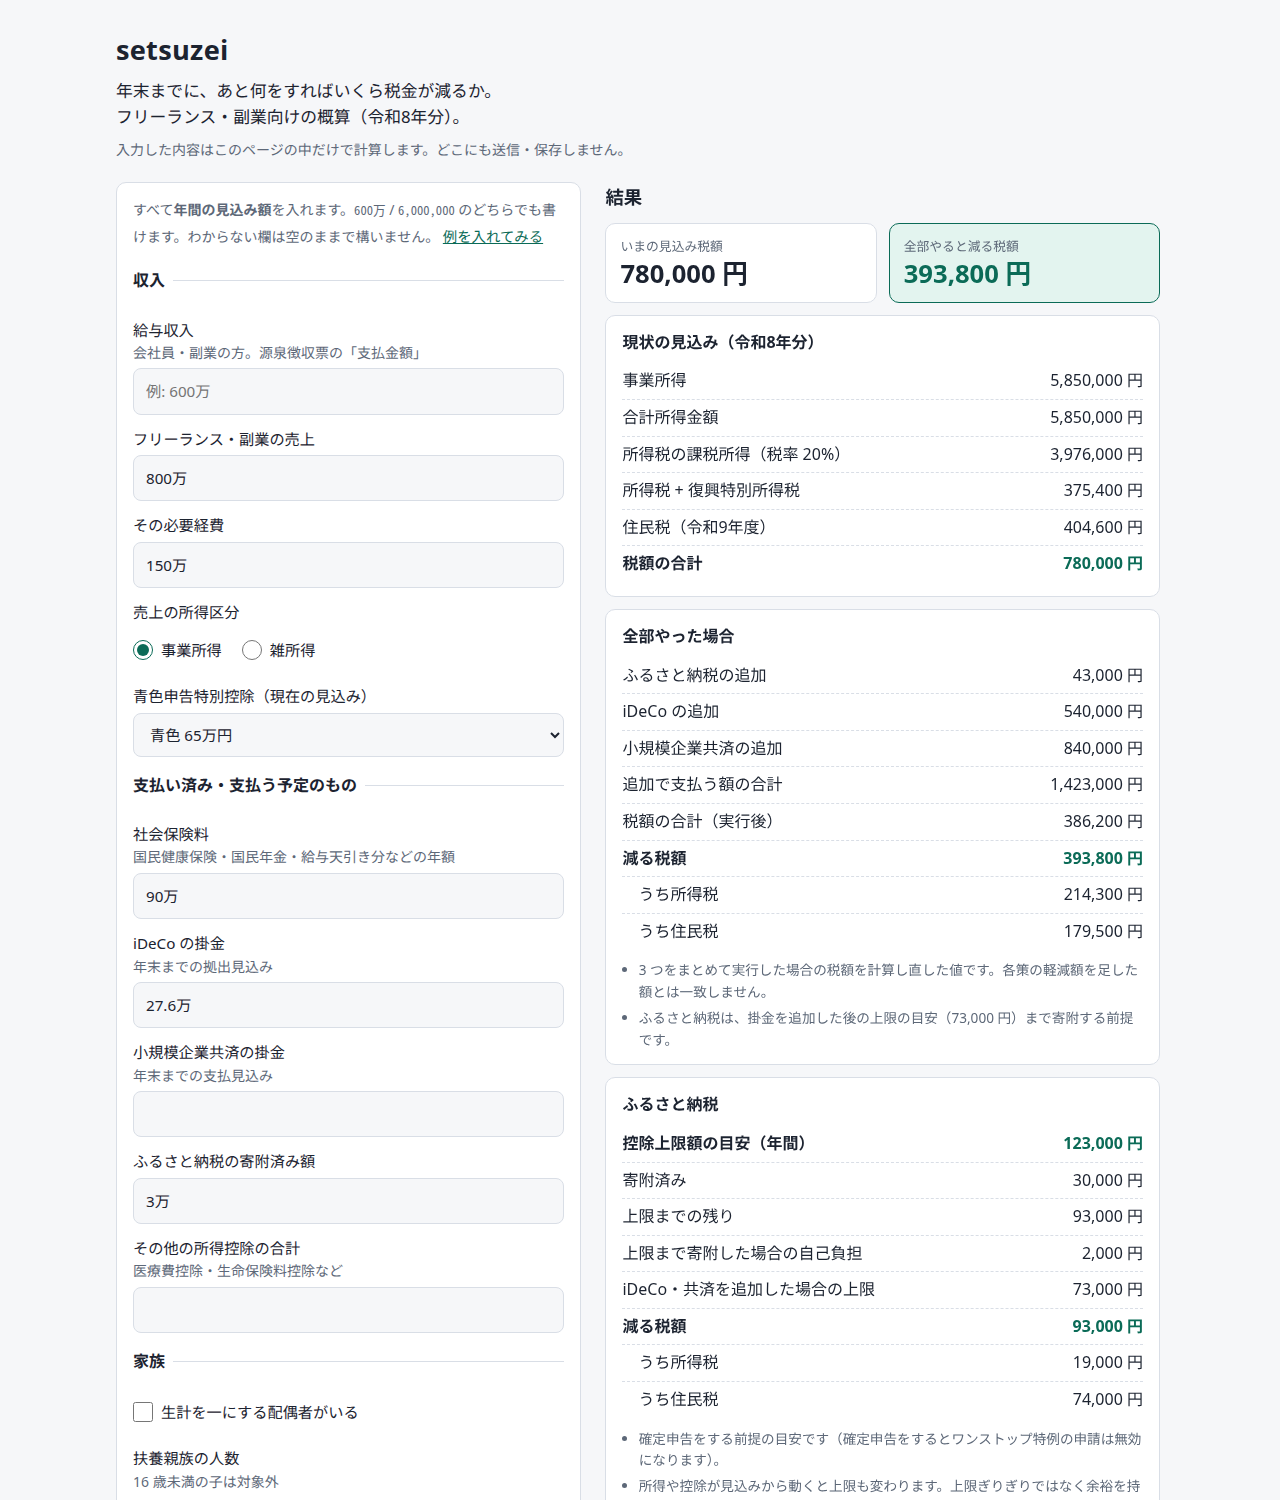 setsuzei
年末までに、あと何をすればいくら税金が減るか。
フリーランス・副業向けの概算（令和8年分）。
入力した内容はこのページの中だけで計算します。どこにも送信・保存しません。
すべて年間の見込み額を入れます。600万 / 6,000,000 のどちらでも書
けます。わからない欄は空のままで構いません。 例を入れてみる
収入
給与収入
会社員・副業の方。源泉徴収票の「支払金額」
例: 600万
フリーランス・副業の売上
800万
その必要経費
150万
売上の所得区分
事業所得 雑所得
青色申告特別控除（現在の見込み）
青色 65万円
支払い済み・支払う予定のもの
社会保険料
国民健康保険・国民年金・給与天引き分などの年額
90万
iDeCo の掛金
年末までの拠出見込み
27.6万
小規模企業共済の掛金
年末までの支払見込み
ふるさと納税の寄附済み額
3万
その他の所得控除の合計
医療費控除・生命保険料控除など
家族
生計を一にする配偶者がいる
扶養親族の人数
16 歳未満の子は対象外
結果
いまの見込み税額
780,000 円
全部やると減る税額
393,800 円
現状の見込み（令和8年分）
事業所得 5,850,000 円
合計所得金額 5,850,000 円
所得税の課税所得（税率 20%） 3,976,000 円
所得税 + 復興特別所得税 375,400 円
住民税（令和9年度） 404,600 円
税額の合計 780,000 円
全部やった場合
ふるさと納税の追加 43,000 円
iDeCo の追加 540,000 円
小規模企業共済の追加 840,000 円
追加で支払う額の合計 1,423,000 円
税額の合計（実行後） 386,200 円
減る税額 393,800 円
うち所得税 214,300 円
うち住民税 179,500 円
3 つをまとめて実行した場合の税額を計算し直した値です。各策の軽減額を足した
額とは一致しません。
ふるさと納税は、掛金を追加した後の上限の目安（73,000 円）まで寄附する前提
です。
ふるさと納税
控除上限額の目安（年間） 123,000 円
寄附済み 30,000 円
上限までの残り 93,000 円
上限まで寄附した場合の自己負担 2,000 円
iDeCo・共済を追加した場合の上限 73,000 円
減る税額 93,000 円
うち所得税 19,000 円
うち住民税 74,000 円
確定申告をする前提の目安です（確定申告をするとワンストップ特例の申請は無効
になります）。
所得や控除が見込みから動くと上限も変わります。上限ぎりぎりではなく余裕を持